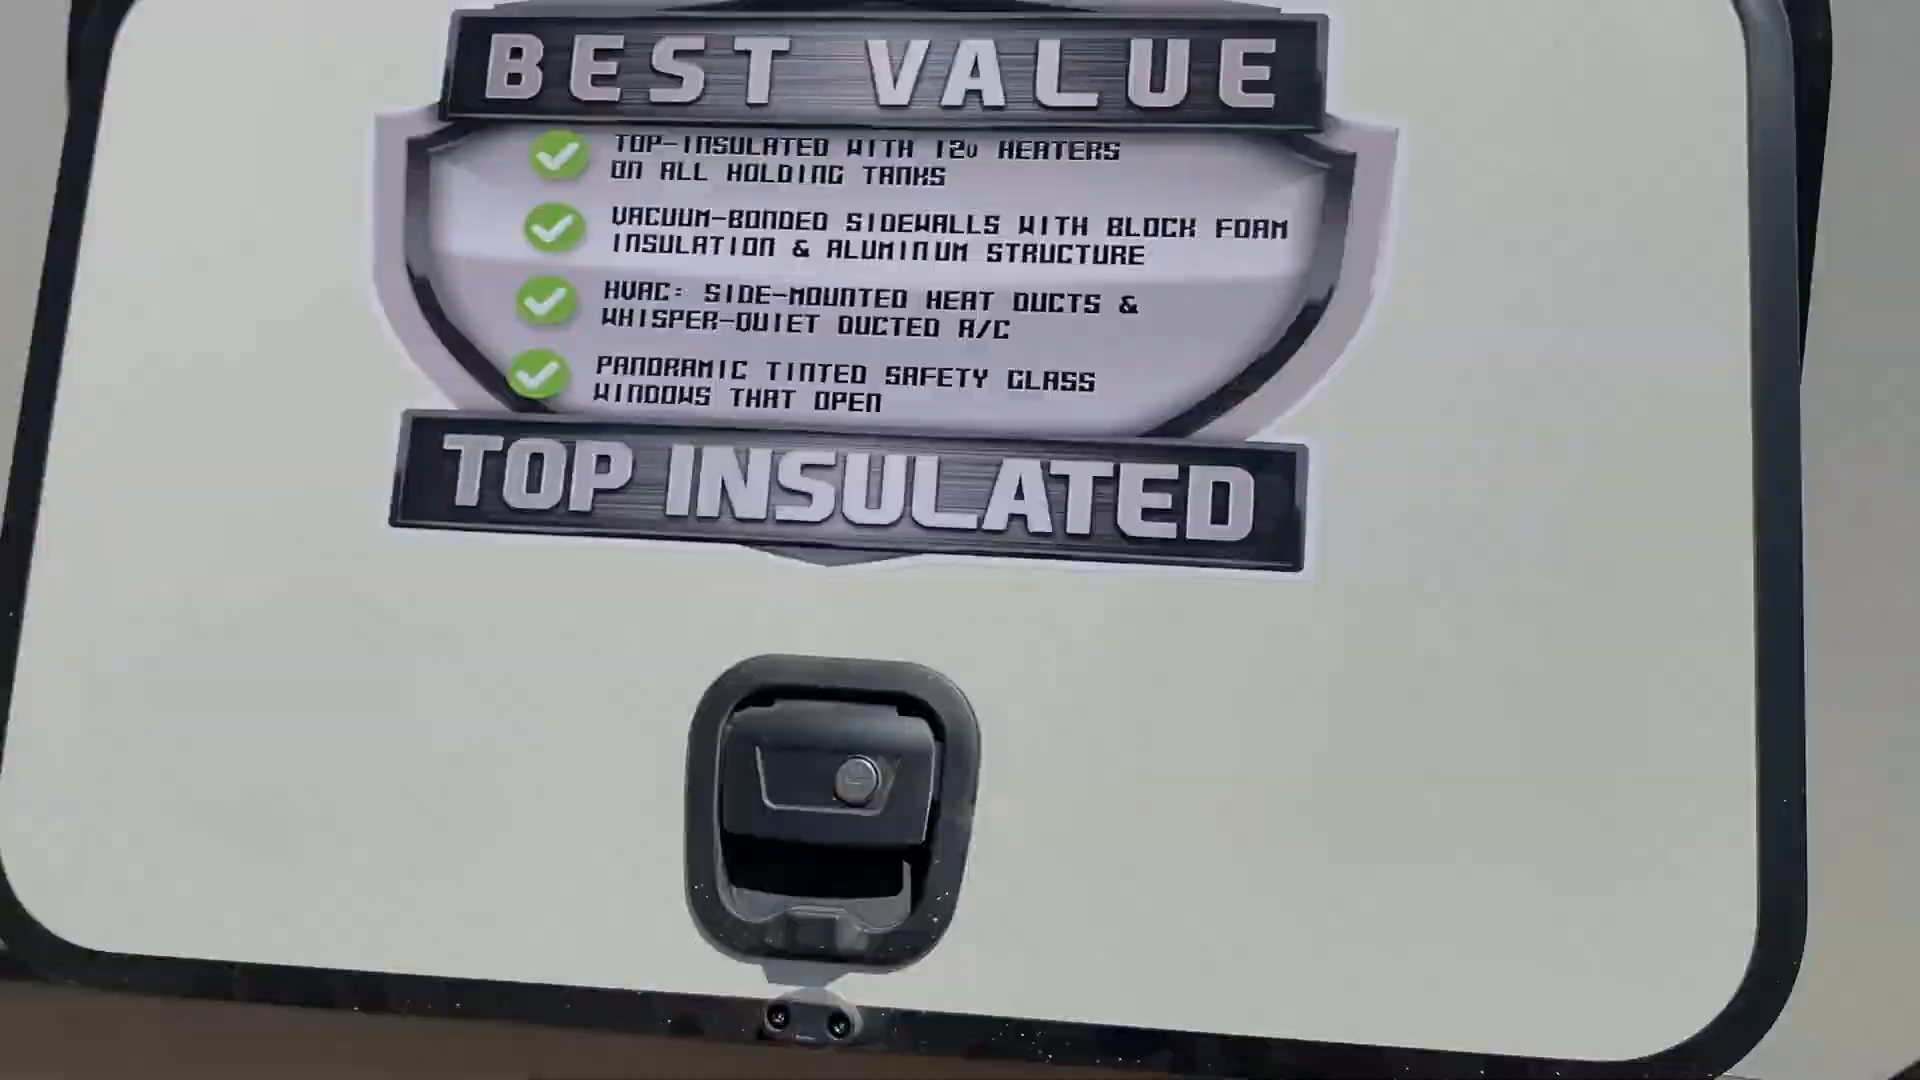 BEST VALUE
TOP-INSULATED WITH 12v HEATERS
ON ALL HOLDING TANKS
VACUUM-BONDED SIDEWALLS WITH BLOCK FOAM
INSULATION & ALUMINUM STRUCTURE
HVAC: SIDE-MOUNTED HEAT DUCTS &
WHISPER-QUIET DUCTED A/C
PANORAMIC TINTED SAFETY GLASS
WINDOWS THAT OPEN
TOP INSULATED